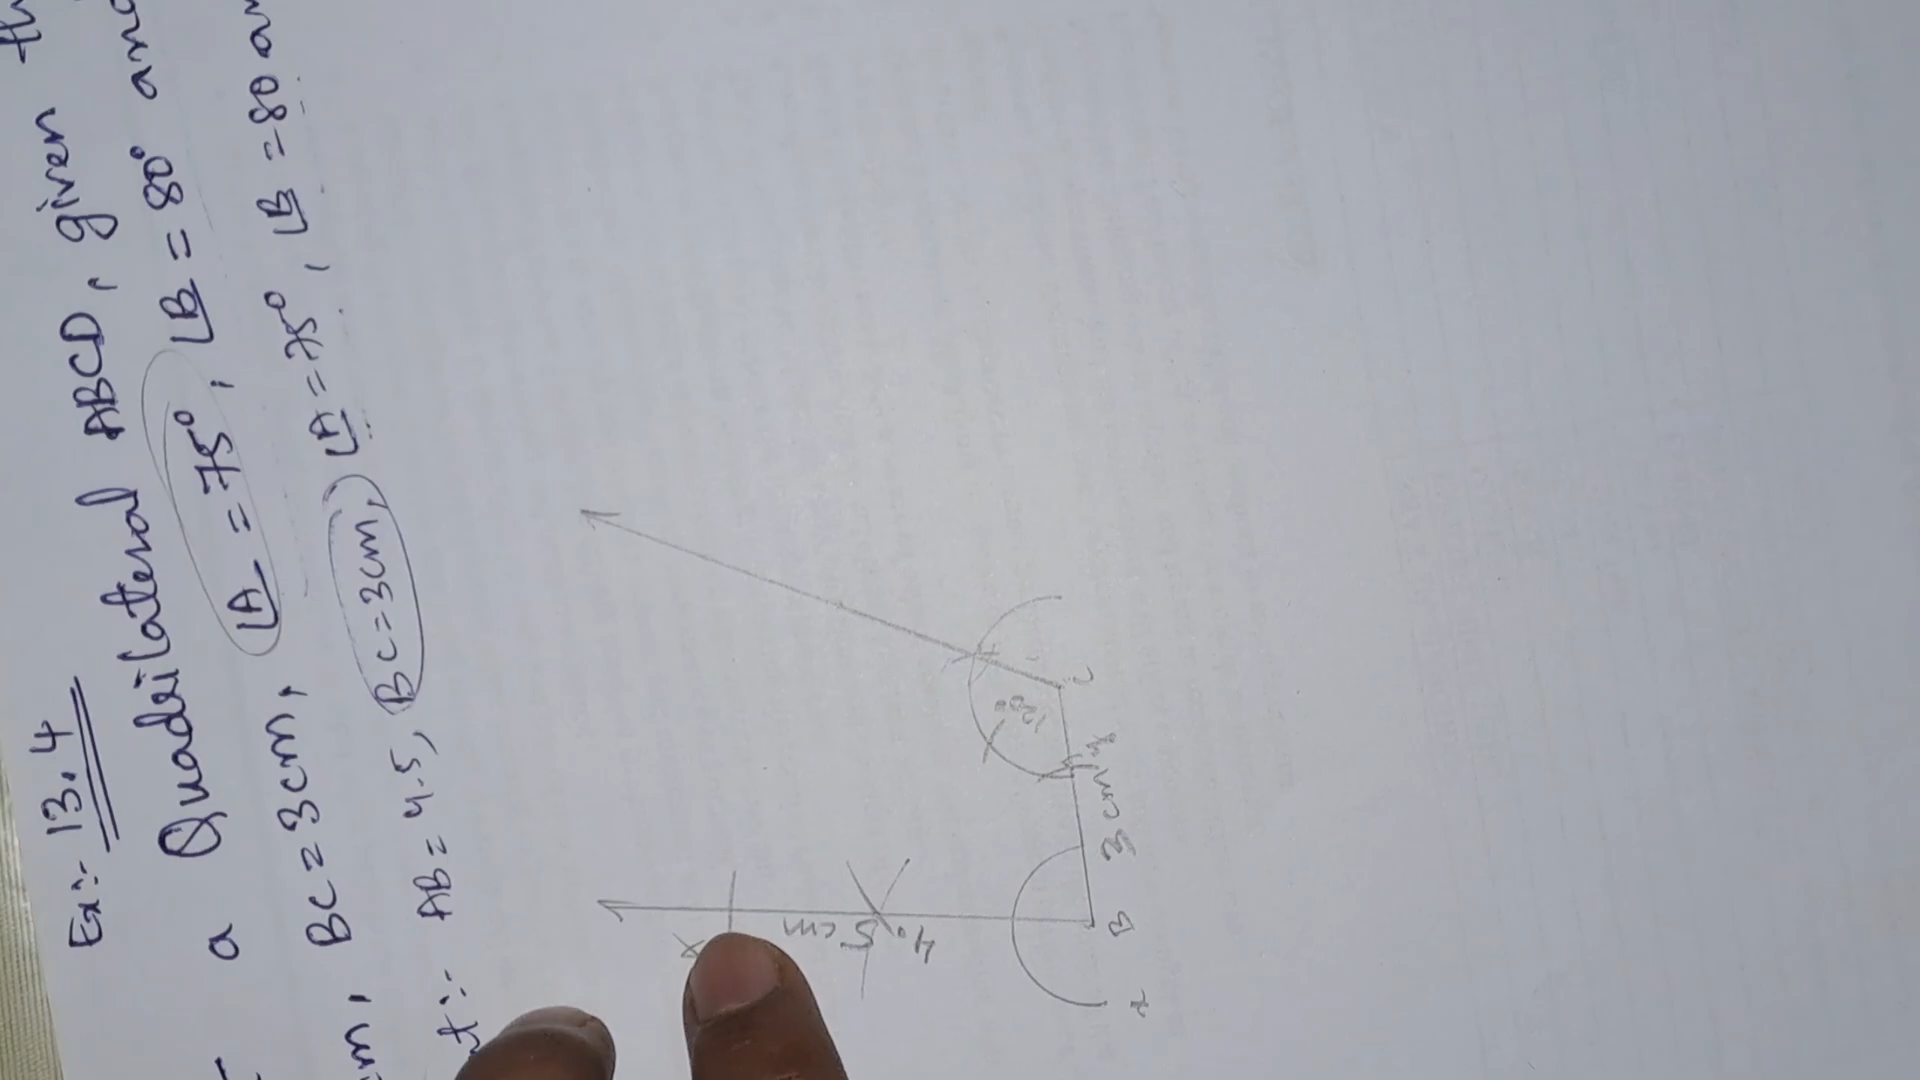 Ex:- 13.4
a Quadrilateral ABCD, given
BC = 3cm, ∠A = 75°, ∠B = 80° and
BC = 3cm, ∠A = 75°, ∠B = 80
AB = 4.5,
4.5 cm
B
3 cm
C
120°